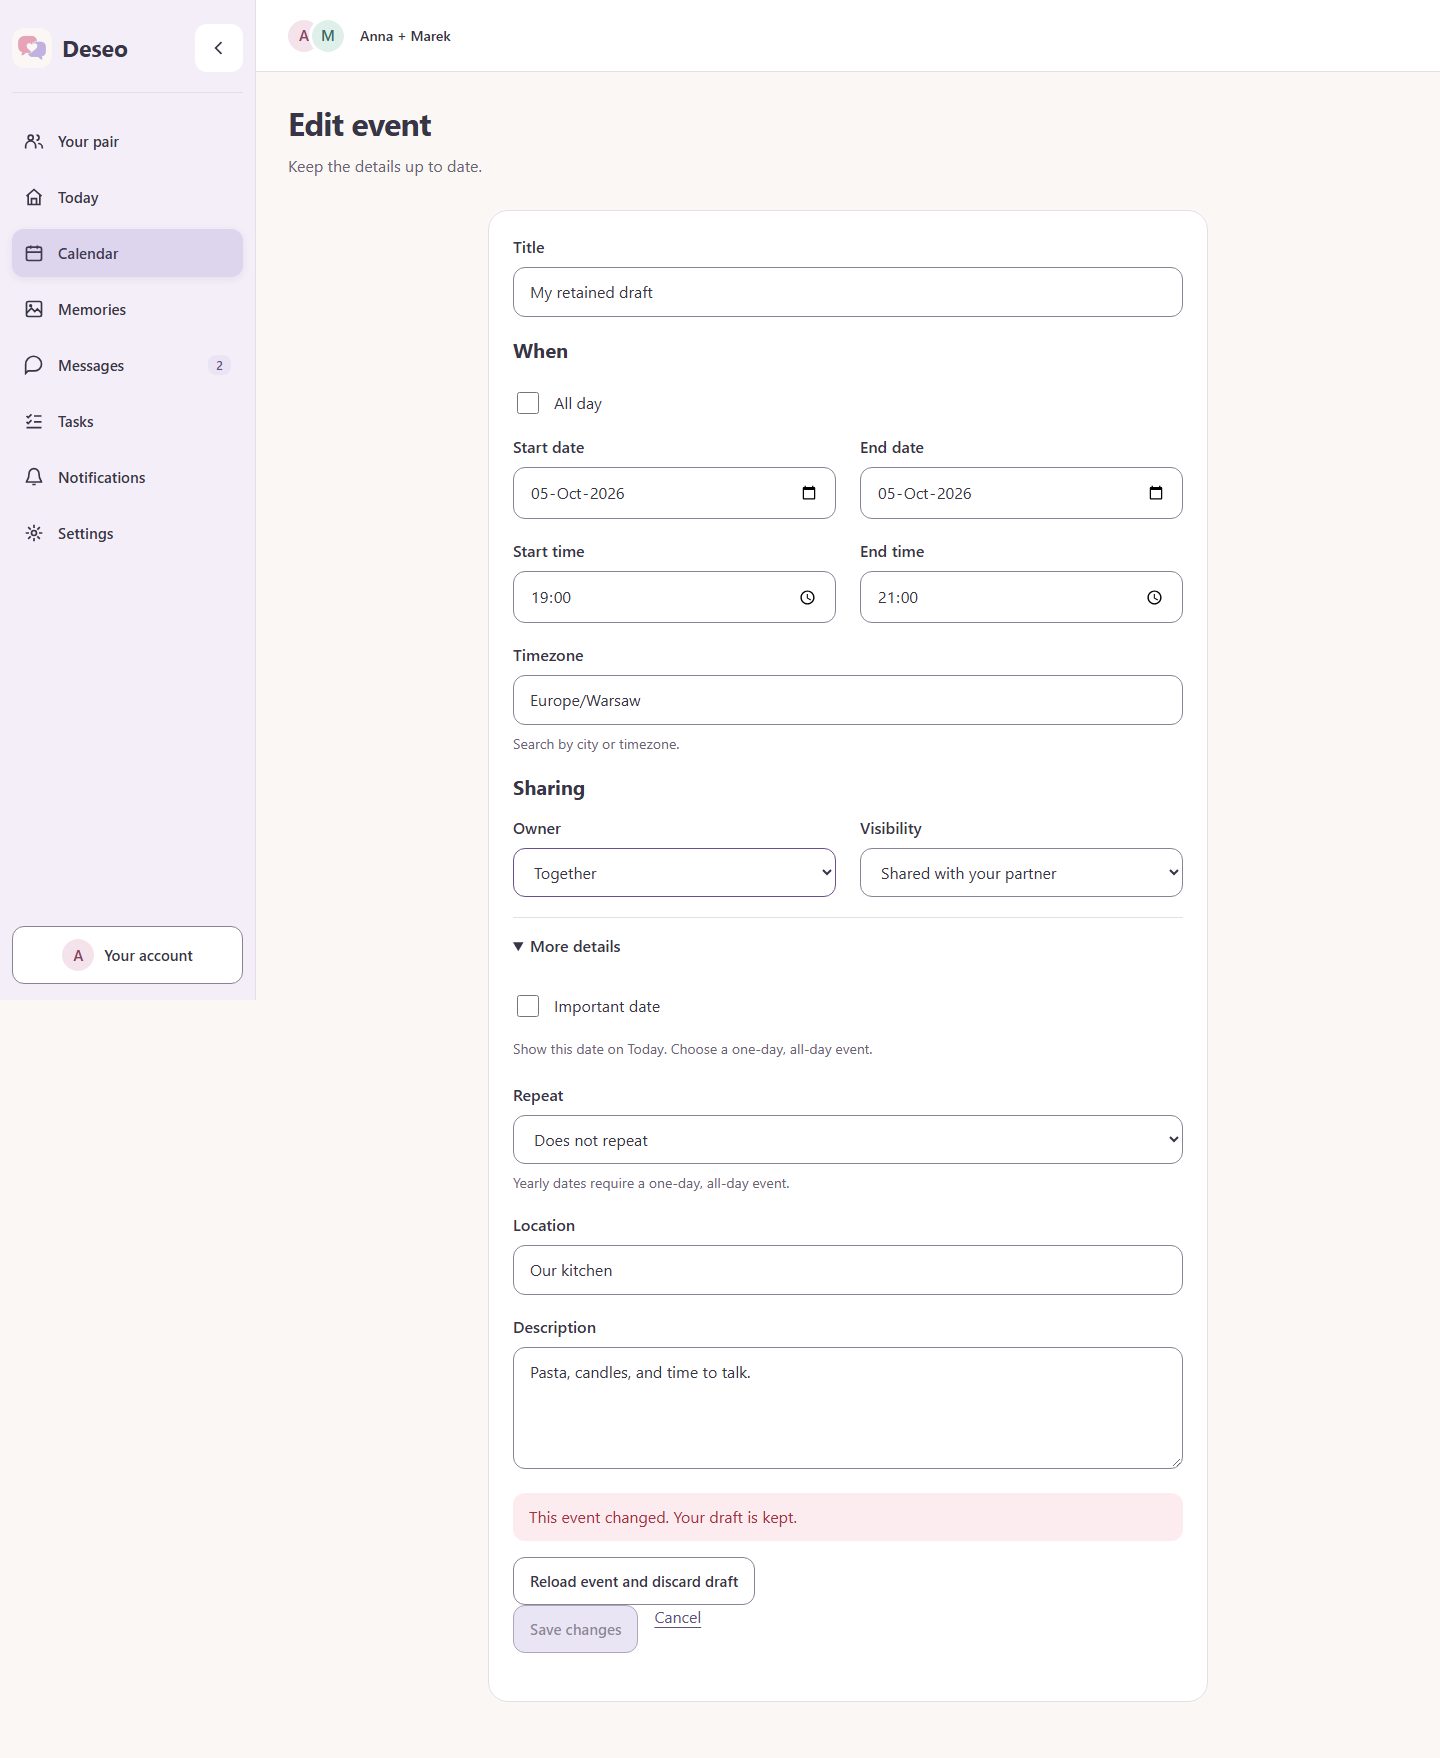 Deseo
Your pair
Today
Calendar
Memories
Messages 2
Tasks
Notifications
Settings
A Your account
A M Anna + Marek
Edit event
Keep the details up to date.
Title
My retained draft
When
All day
Start date End date
05-Oct-2026 05-Oct-2026
Start time End time
19:00 21:00
Timezone
Europe/Warsaw
Search by city or timezone.
Sharing
Owner Visibility
Together Shared with your partner
More details
Important date
Show this date on Today. Choose a one-day, all-day event.
Repeat
Does not repeat
Yearly dates require a one-day, all-day event.
Location
Our kitchen
Description
Pasta, candles, and time to talk.
This event changed. Your draft is kept.
Reload event and discard draft
Save changes Cancel